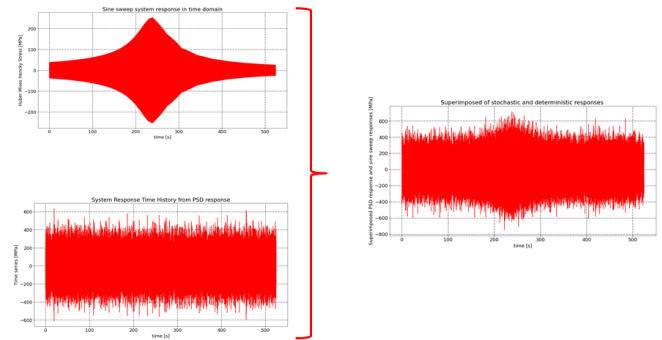 Sine sweep system response in time domain
Huber Mises Hencky Stress [MPa]
200
100
0
−100
−200
0 100 200 300 400 500
time [s]
System Response Time History from PSD response
Time series [MPa]
600
400
200
0
−200
−400
−600
0 100 200 300 400 500
time [s]
Superimposed of stochastic and deterministic responses
Superimposed PSD response and sine sweep responses [MPa]
600
400
200
0
−200
−400
−600
−800
0 100 200 300 400 500
time [s]